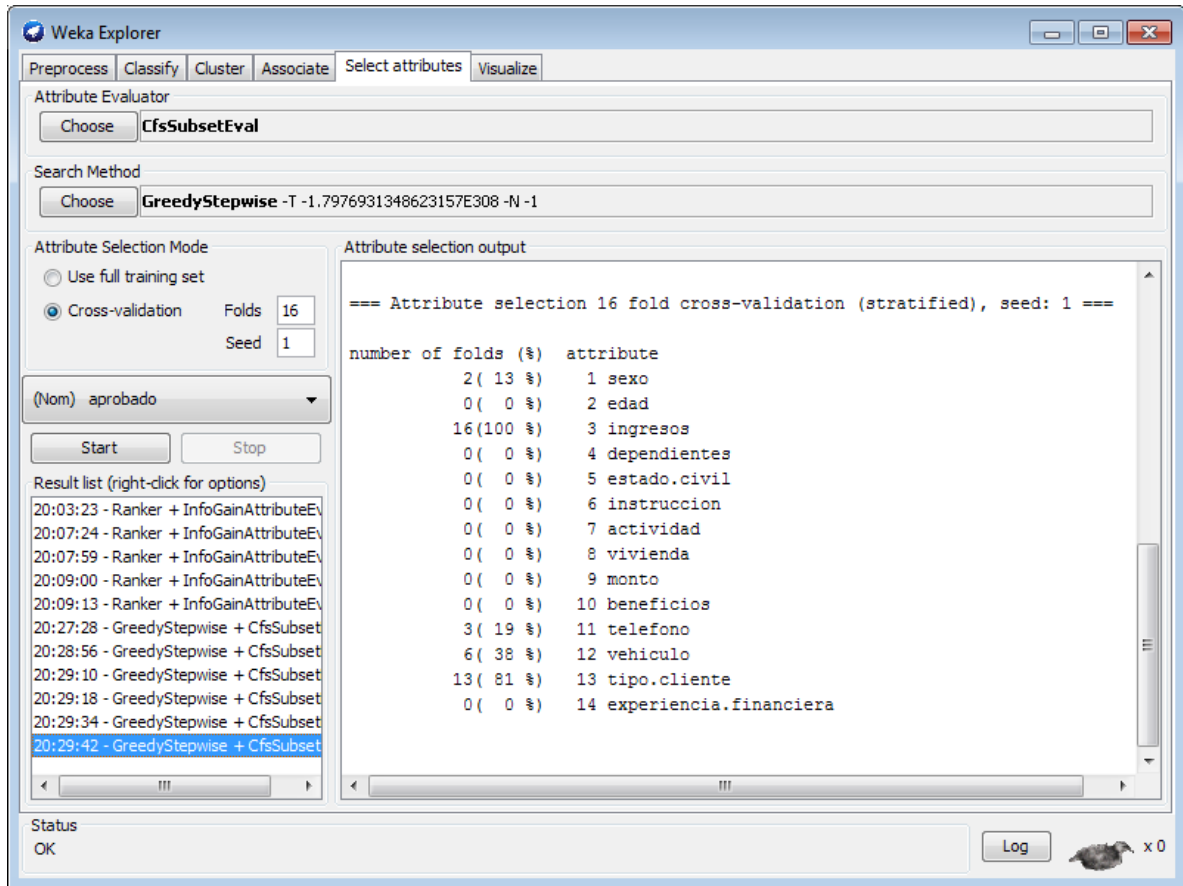 Weka Explorer
Preprocess Classify Cluster Associate Select attributes Visualize
Attribute Evaluator
Choose CfsSubsetEval
Search Method
Choose GreedyStepwise -T -1.7976931348623157E308 -N -1
Attribute Selection Mode
Use full training set
Cross-validation Folds 16
Seed 1
(Nom) aprobado
Start Stop
Result list (right-click for options)
20:03:23 - Ranker + InfoGainAttributeEv
20:07:24 - Ranker + InfoGainAttributeEv
20:07:59 - Ranker + InfoGainAttributeEv
20:09:00 - Ranker + InfoGainAttributeEv
20:09:13 - Ranker + InfoGainAttributeEv
20:27:28 - GreedyStepwise + CfsSubset
20:28:56 - GreedyStepwise + CfsSubset
20:29:10 - GreedyStepwise + CfsSubset
20:29:18 - GreedyStepwise + CfsSubset
20:29:34 - GreedyStepwise + CfsSubset
20:29:42 - GreedyStepwise + CfsSubset
Attribute selection output
=== Attribute selection 16 fold cross-validation (stratified), seed: 1 ===
number of folds (%) attribute
2( 13 %) 1 sexo
0( 0 %) 2 edad
16(100 %) 3 ingresos
0( 0 %) 4 dependientes
0( 0 %) 5 estado.civil
0( 0 %) 6 instruccion
0( 0 %) 7 actividad
0( 0 %) 8 vivienda
0( 0 %) 9 monto
0( 0 %) 10 beneficios
3( 19 %) 11 telefono
6( 38 %) 12 vehiculo
13( 81 %) 13 tipo.cliente
0( 0 %) 14 experiencia.financiera
Status
OK
Log x 0